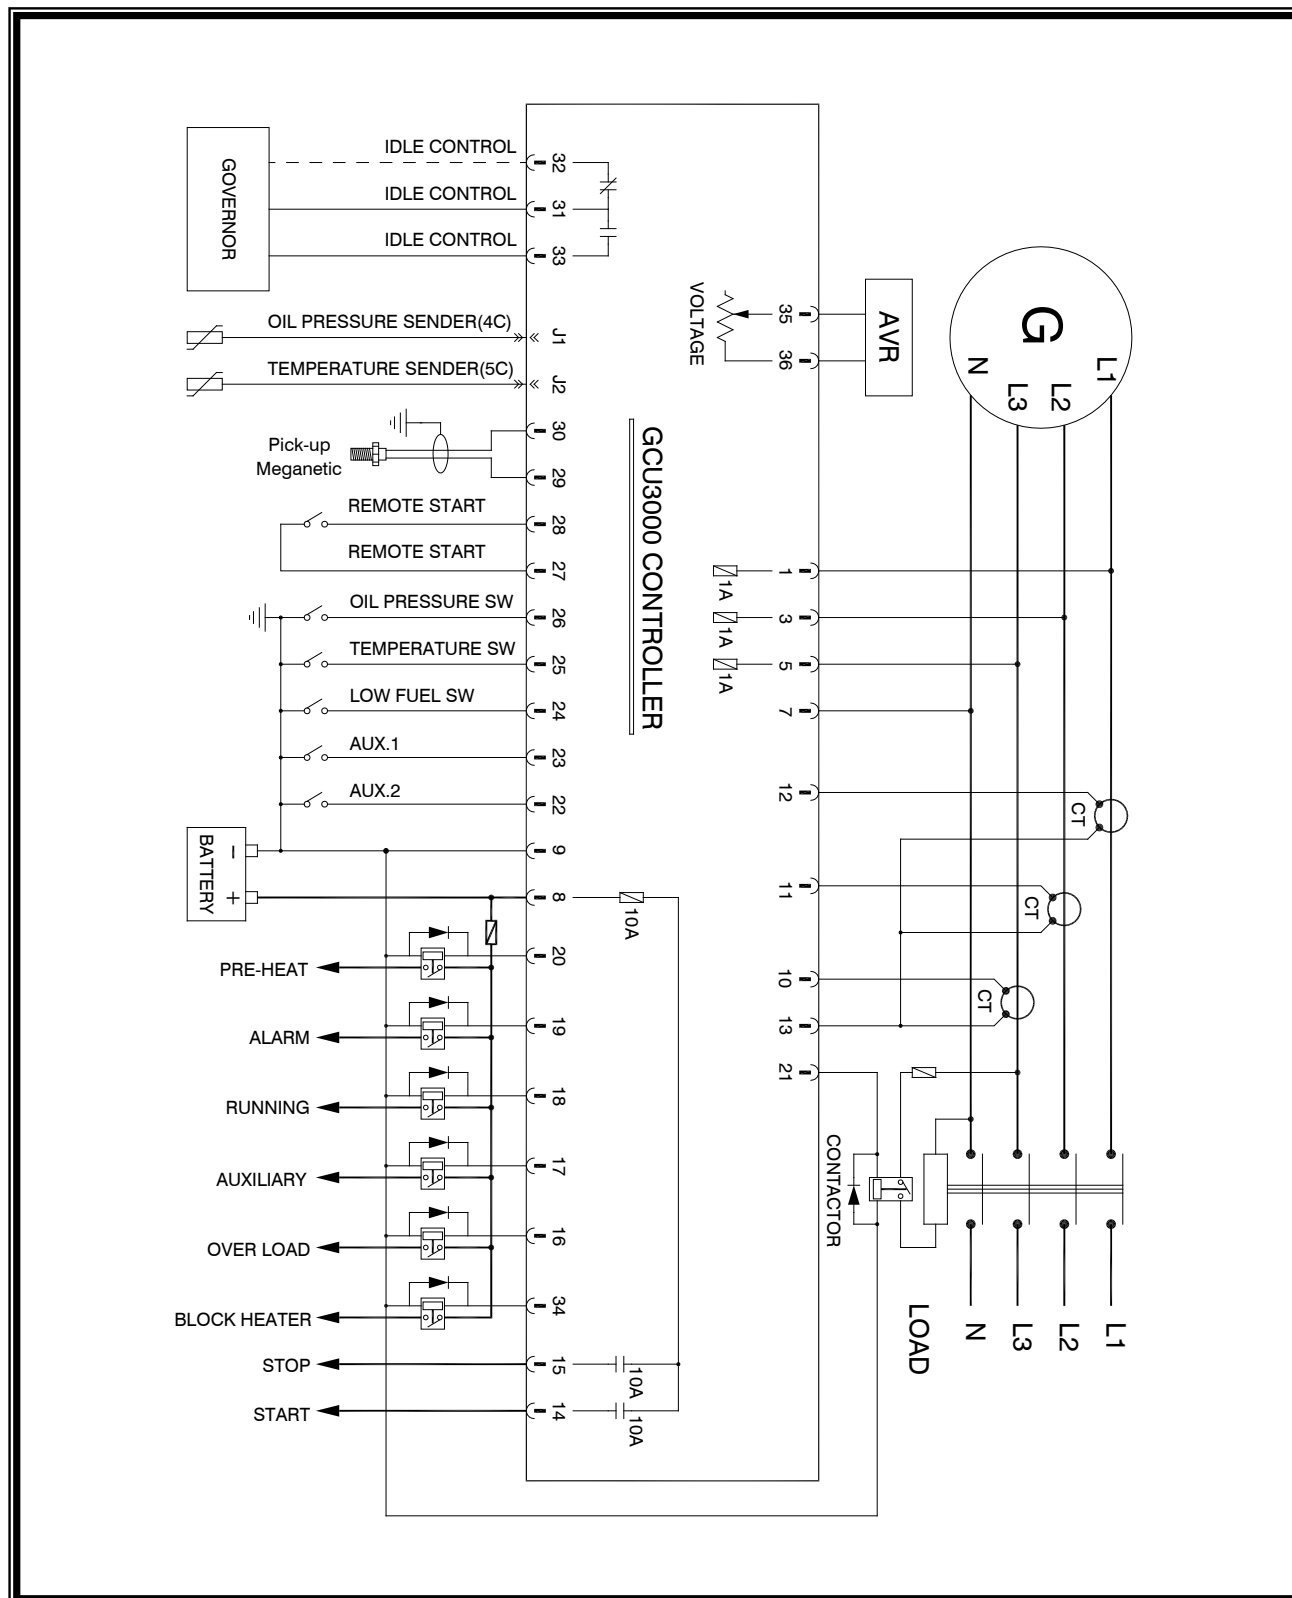 IDLE CONTROL
32
GOVERNOR
IDLE CONTROL
31
IDLE CONTROL
33
OIL PRESSURE SENDER(4C)
J1
TEMPERATURE SENDER(5C)
J2
30
Pick-up
Meganetic
29
REMOTE START
28
REMOTE START
27
OIL PRESSURE SW
26
TEMPERATURE SW
25
LOW FUEL SW
24
AUX.1
23
AUX.2
22
BATTERY
−
9
+
8
10A
20
PRE-HEAT
19
ALARM
18
RUNNING
17
AUXILIARY
16
OVER LOAD
34
BLOCK HEATER
15
STOP
10A
14
START
10A
GCU3000 CONTROLLER
VOLTAGE
35
36
AVR
G
N
L3
L2
L1
1
1A
3
1A
5
1A
7
12
CT
11
CT
10
CT
13
21
CONTACTOR
LOAD
N
L3
L2
L1